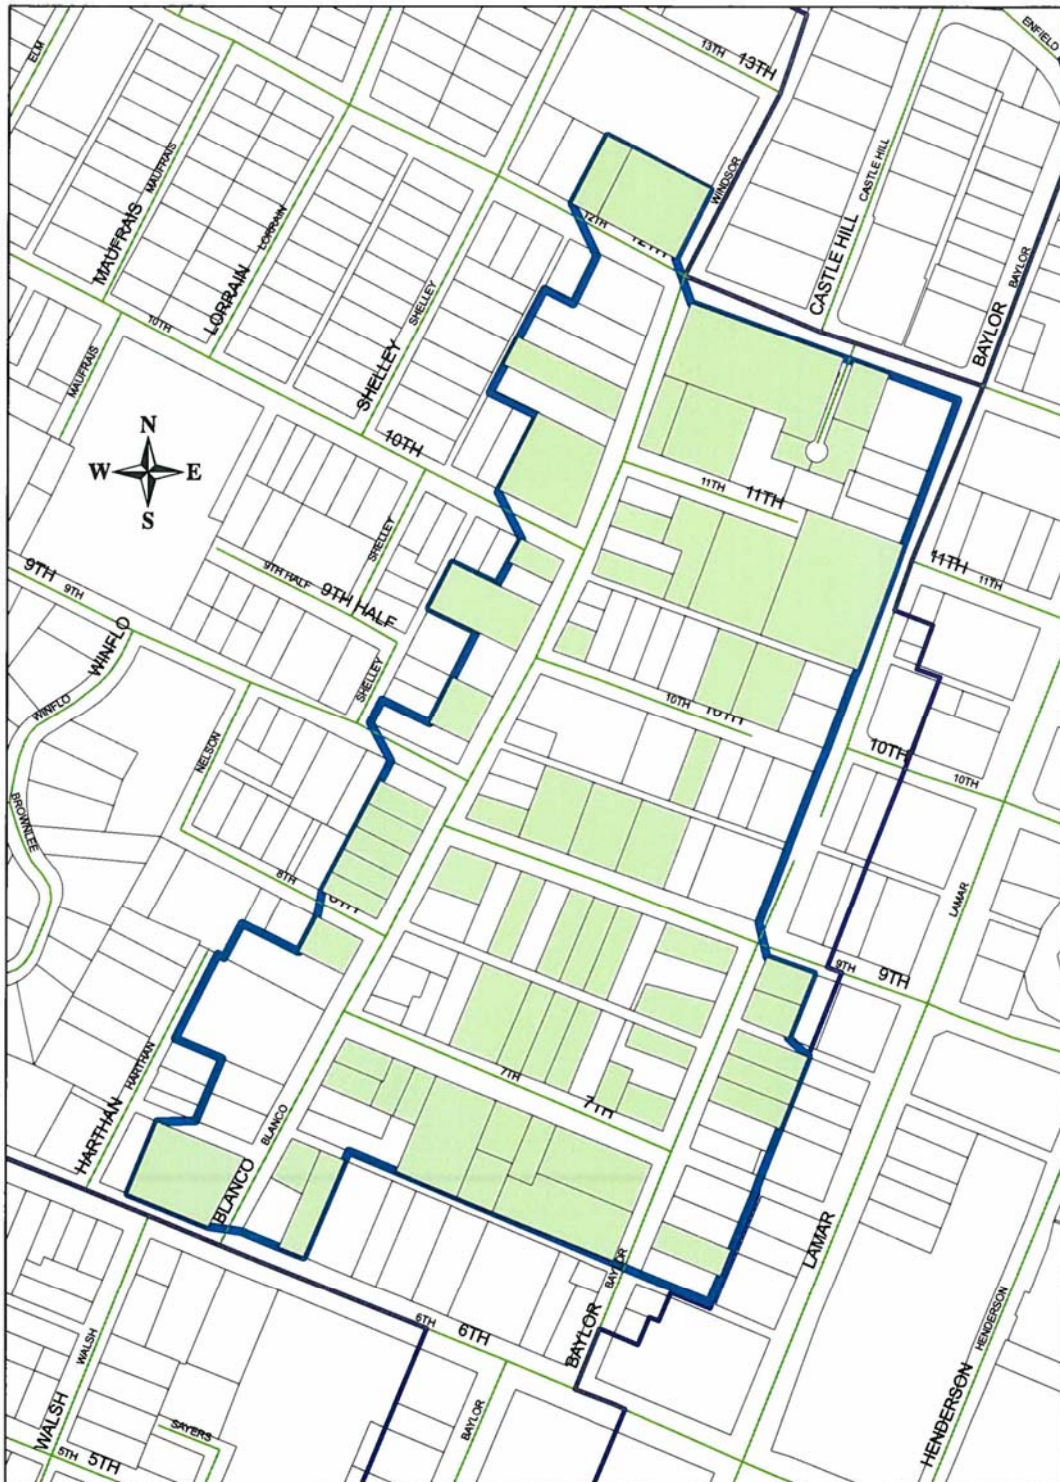 ENFIELD
ELM
13TH
13TH
WINDSOR
CASTLE HILL
CASTLE HILL
MAUFRAIS
MAUFRAIS
LORRAIN
LORRAIN
12TH
12TH
BAYLOR
BAYLOR
SHELLEY
SHELLEY
10TH
MAUFRAIS
N
W E
S
10TH
11TH
11TH
SHELLEY
9TH
9TH
9TH HALF
9TH HALF
11TH
11TH
WINFLO
WINFLO
SHELLEY
10TH
10TH
NELSON
10TH
10TH
BROWNLEE
8TH
8TH
LAMAR
9TH
9TH
HARTHAN
HARTHAN
7TH
7TH
BLANCO
BLANCO
LAMAR
BAYLOR
BAYLOR
6TH
6TH
WALSH
WALSH
HENDERSON
HENDERSON
SAYERS
BAYLOR
5TH
5TH